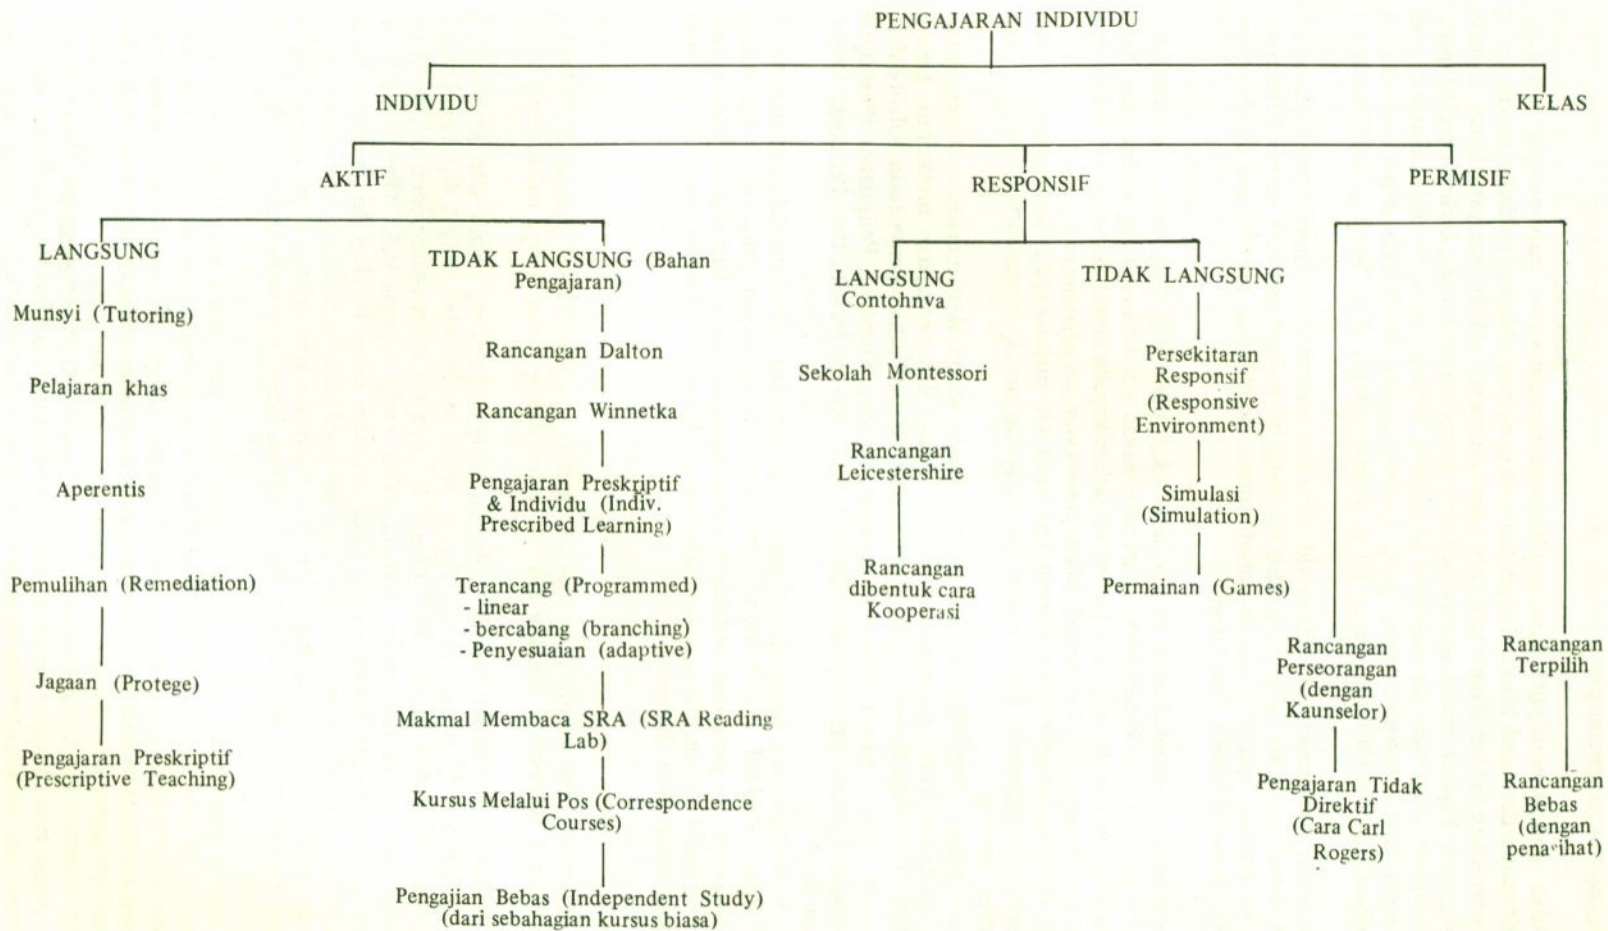 PENGAJARAN INDIVIDU
INDIVIDU
KELAS
AKTIF
RESPONSIF
PERMISIF
LANGSUNG
Munsyi (Tutoring)
Pelajaran khas
Aperentis
Pemulihan (Remediation)
Jagaan (Protege)
Pengajaran Preskriptif
(Prescriptive Teaching)
TIDAK LANGSUNG (Bahan
Pengajaran)
Rancangan Dalton
Rancangan Winnetka
Pengajaran Preskriptif
& Individu (Indiv.
Prescribed Learning)
Terancang (Programmed)
- linear
- bercabang (branching)
- Penyesuaian (adaptive)
Makmal Membaca SRA (SRA Reading
Lab)
Kursus Melalui Pos (Correspondence
Courses)
Pengajian Bebas (Independent Study)
(dari sebahagian kursus biasa)
LANGSUNG
Contohnya
Sekolah Montessori
Rancangan
Leicestershire
Rancangan
dibentuk cara
Kooperasi
TIDAK LANGSUNG
Persekitaran
Responsif
(Responsive
Environment)
Simulasi
(Simulation)
Permainan (Games)
Rancangan
Perseorangan
(dengan
Kaunselor)
Pengajaran Tidak
Direktif
(Cara Carl
Rogers)
Rancangan
Terpilih
Rancangan
Bebas
(dengan
penasihat)